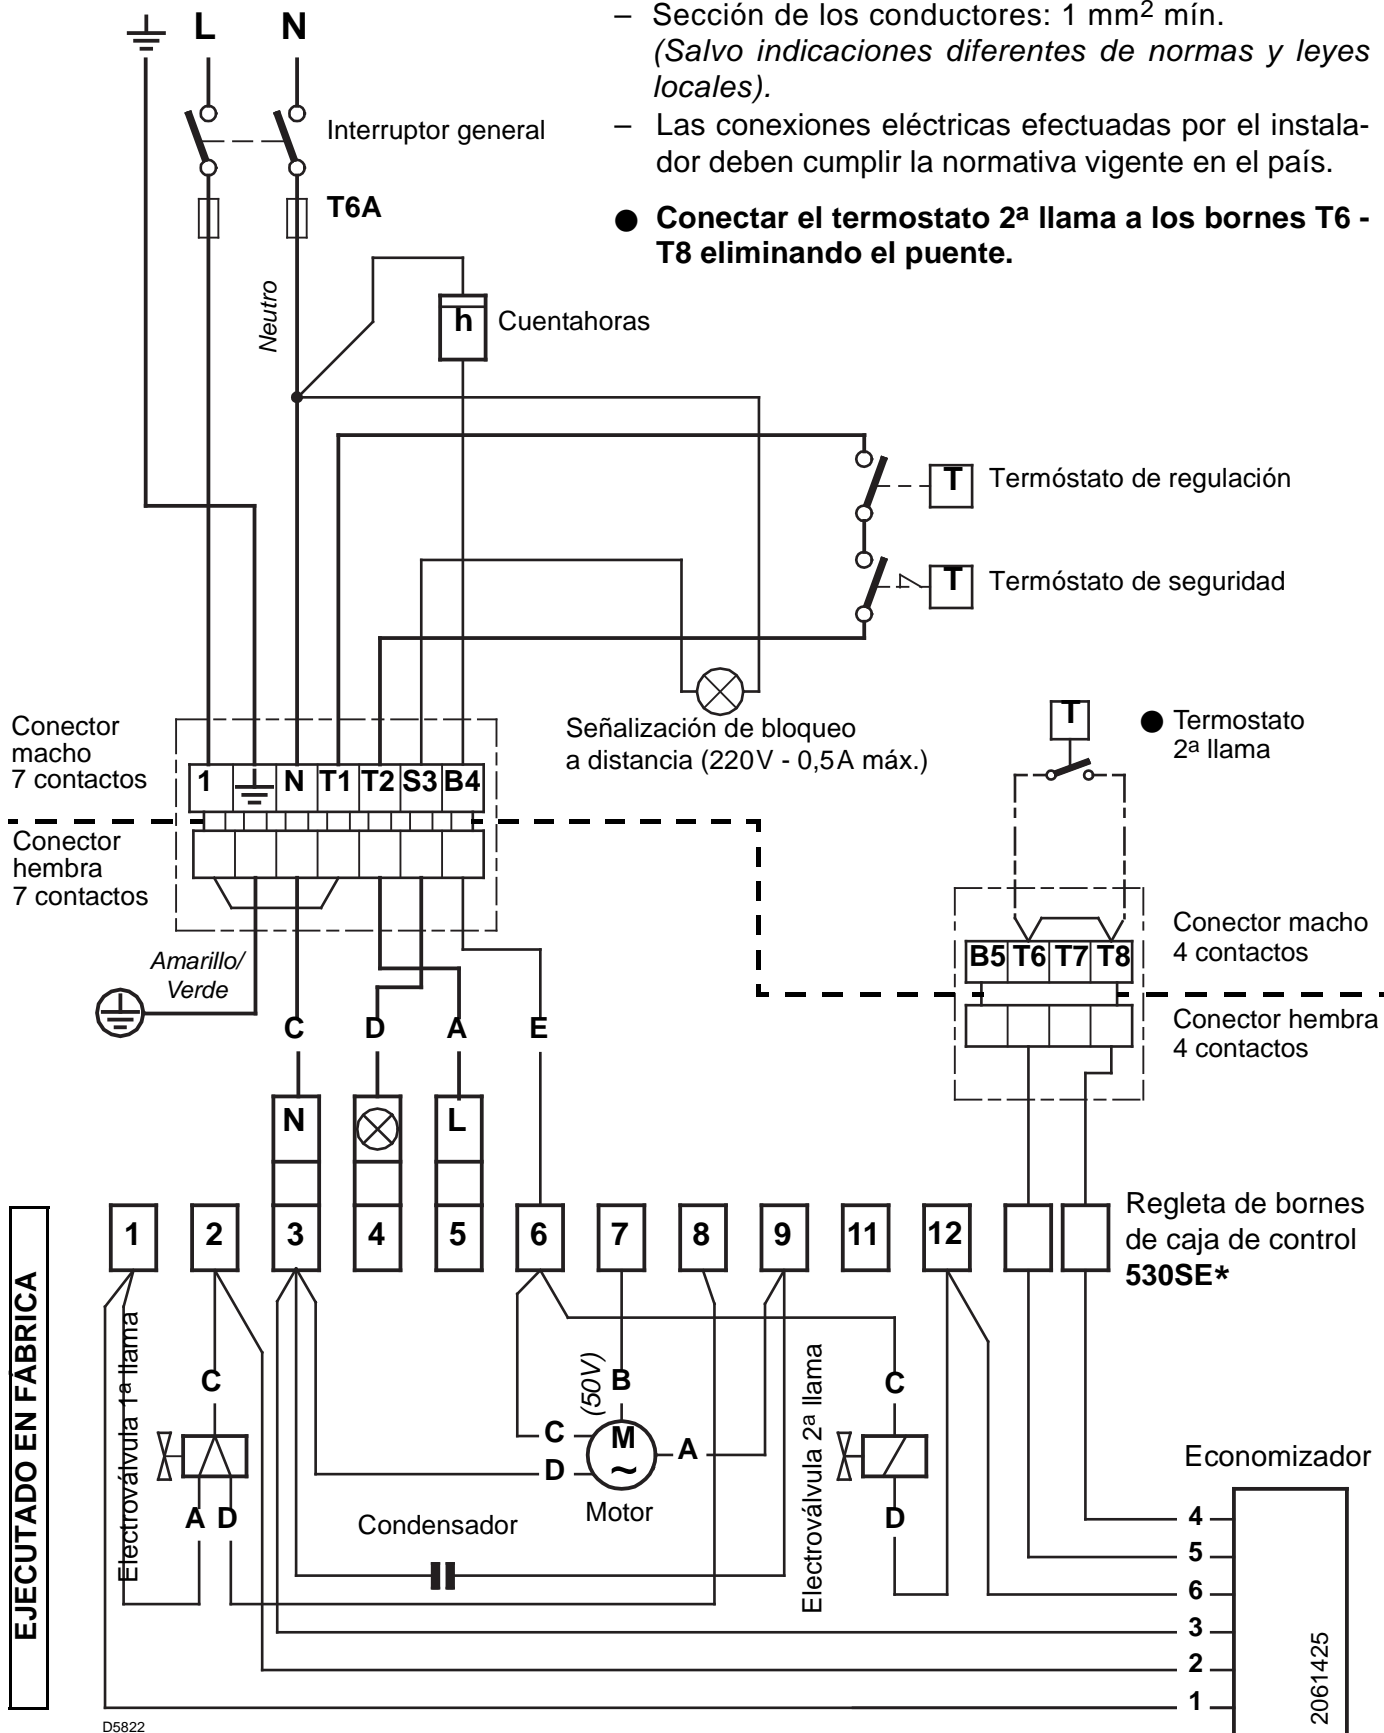 L N
– Sección de los conductores: 1 mm² mín.
(Salvo indicaciones diferentes de normas y leyes
locales).
– Las conexiones eléctricas efectuadas por el instala-
dor deben cumplir la normativa vigente en el país.
● Conectar el termostato 2ª llama a los bornes T6 -
T8 eliminando el puente.
Interruptor general
T6A
Neutro
h Cuentahoras
T Termóstato de regulación
T Termóstato de seguridad
Señalización de bloqueo
a distancia (220V - 0,5A máx.)
T
● Termostato
2ª llama
Conector
macho
7 contactos
1 N T1 T2 S3 B4
Conector
hembra
7 contactos
Conector macho
4 contactos
B5 T6 T7 T8
Conector hembra
4 contactos
Amarillo/
Verde
C D A E
N L
1 2 3 4 5 6 7 8 9 11 12
Regleta de bornes
de caja de control
530SE*
EJECUTADO EN FÁBRICA
Electroválvula 1ª llama
C
A D
(50V)
B
C
D
M
~
A
Motor
Condensador
Electroválvula 2ª llama
C
D
Economizador
4
5
6
3
2
1
2061425
D5822